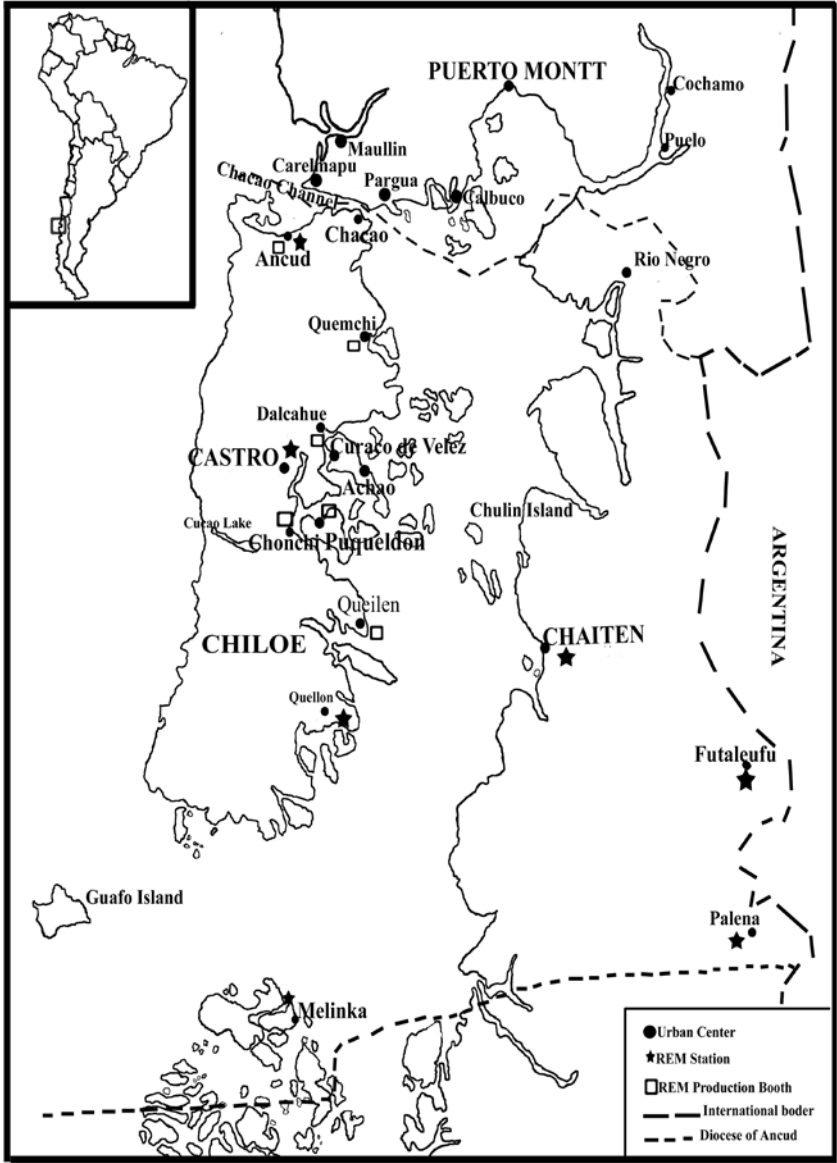 PUERTO MONTT
Cochamo
Maullin
Puelo
Carelmapu
Chacao Channel
Pargua
Calbuco
Chacao
Ancud
Rio Negro
Quemchi
Dalcahue
Curaco de Velez
CASTRO
Achao
Chulin Island
Cucao Lake
Chonchi
Puqueldon
ARGENTINA
Queilen
CHILOE
CHAITEN
Quellon
Futaleufu
Guafo Island
Palena
Melinka
Urban Center
REM Station
REM Production Booth
International boder
Diocese of Ancud